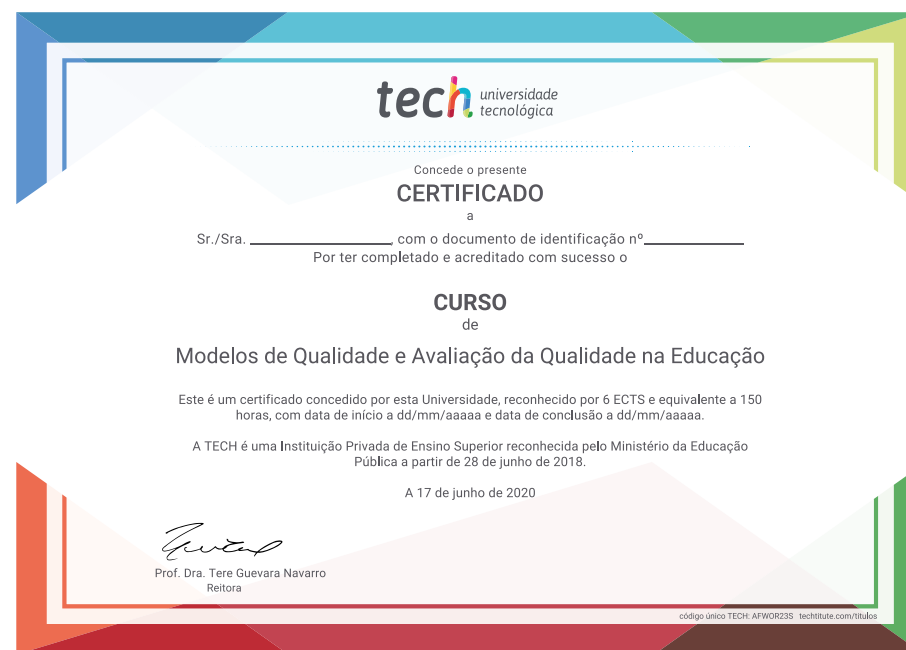 tech universidade
tecnológica
Concede o presente
CERTIFICADO
a
Sr./Sra. __________________, com o documento de identificação nº_____________
Por ter completado e acreditado com sucesso o
CURSO
de
Modelos de Qualidade e Avaliação da Qualidade na Educação
Este é um certificado concedido por esta Universidade, reconhecido por 6 ECTS e equivalente a 150
horas, com data de início a dd/mm/aaaaa e data de conclusão a dd/mm/aaaaa.
A TECH é uma Instituição Privada de Ensino Superior reconhecida pelo Ministério da Educação
Pública a partir de 28 de junho de 2018.
A 17 de junho de 2020
Prof. Dra. Tere Guevara Navarro
Reitora
código único TECH: AFWOR23S techtitute.com/titulos